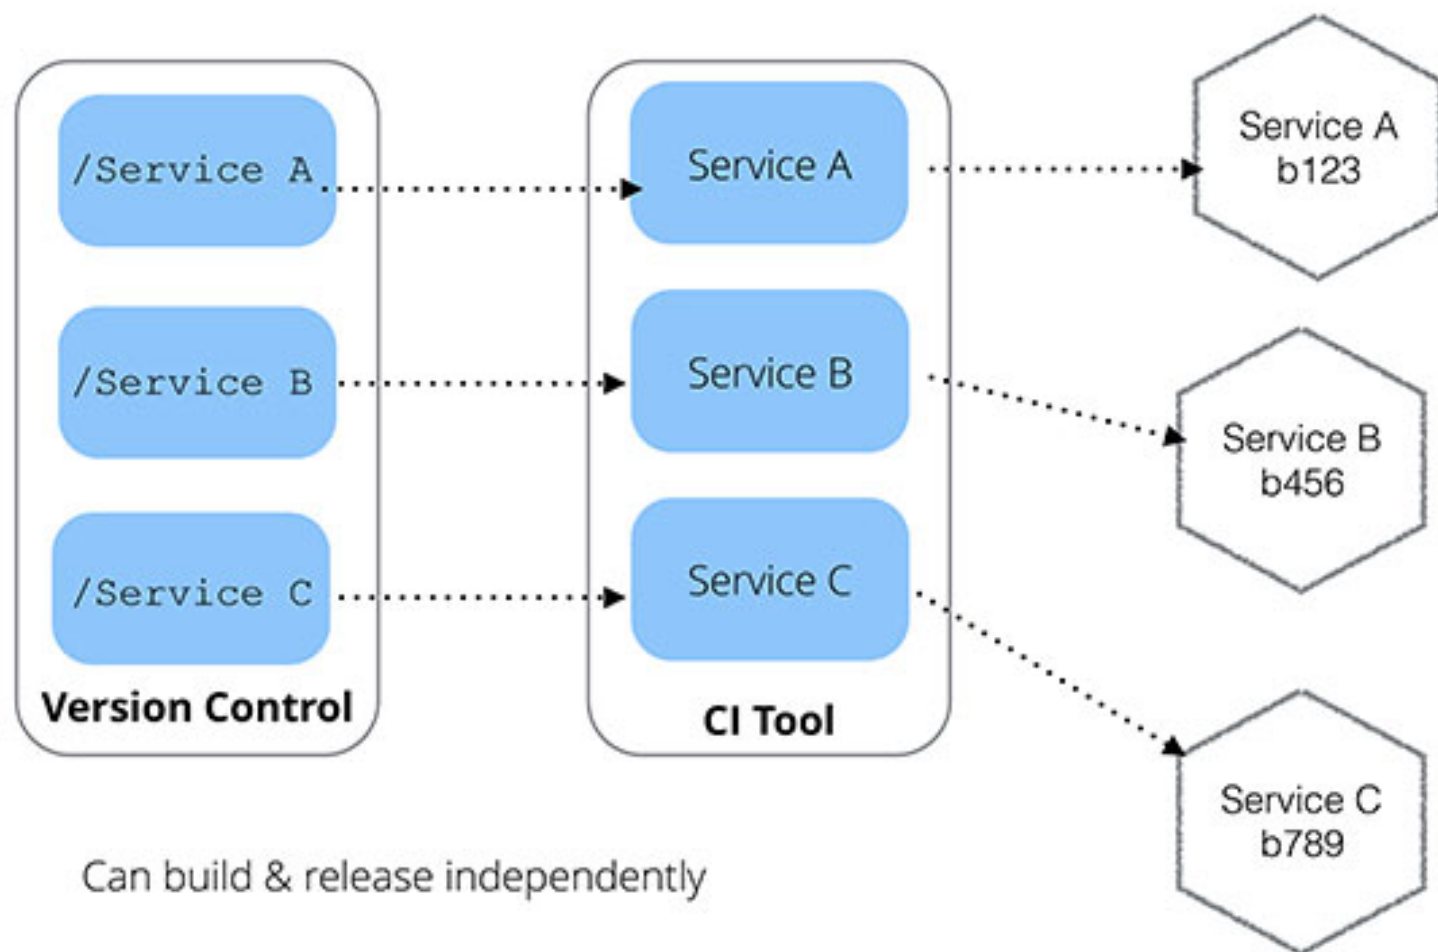 /Service A
/Service B
/Service C
Version Control
Service A
Service B
Service C
CI Tool
Service A
b123
Service B
b456
Service C
b789
Can build & release independently